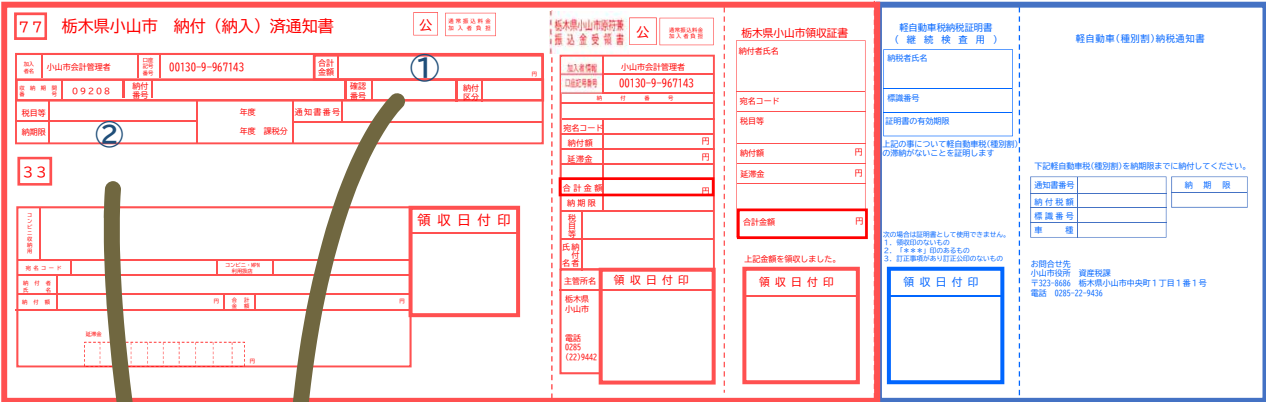 77
栃木県小山市 納付(納入)済通知書
公
通常振込料金
加入者負担
加入者名
小山市会計管理者
口座記号番号
00130-9-967143
合計金額
円
①
収納機関番号
09208
納付番号
確認番号
納付区分
税目等
年度
通知書番号
納期限
②
年度 課税分
33
コンビニ収納用
宛名コード
コンビニ・MMS
利用店舗
納付者氏名
納付額
円
合計金額
円
延滞金
円
領収日付印
栃木県小山市原符兼
振込金受領書
公
通常振込料金
加入者負担
加入者情報
小山市会計管理者
口座記号番号
00130-9-967143
納付番号
宛名コード
納付額
円
延滞金
円
合計金額
円
納期限
税目等
納付者氏名
主管所名
領収日付印
栃木県
小山市
電話
0285
(22)9442
栃木県小山市領収証書
納付者氏名
宛名コード
税目等
納付額
円
延滞金
円
合計金額
円
上記金額を領収しました。
領収日付印
軽自動車税納税証明書
(継続検査用)
納税者氏名
標識番号
証明書の有効期限
上記の事について軽自動車税(種別割)
の滞納がないことを証明します
次の場合は証明書として使用できません。
1. 領収印のないもの
2. 「***」印のあるもの
3. 訂正事項があり訂正公印のないもの
領収日付印
軽自動車(種別割)納税通知書
下記軽自動車税(種別割)を納期限までに納付してください。
通知書番号
納付税額
標識番号
車種
納期限
お問合せ先
小山市役所 資産税課
〒323-8686 栃木県小山市中央町1丁目1番1号
電話 0285-22-9436